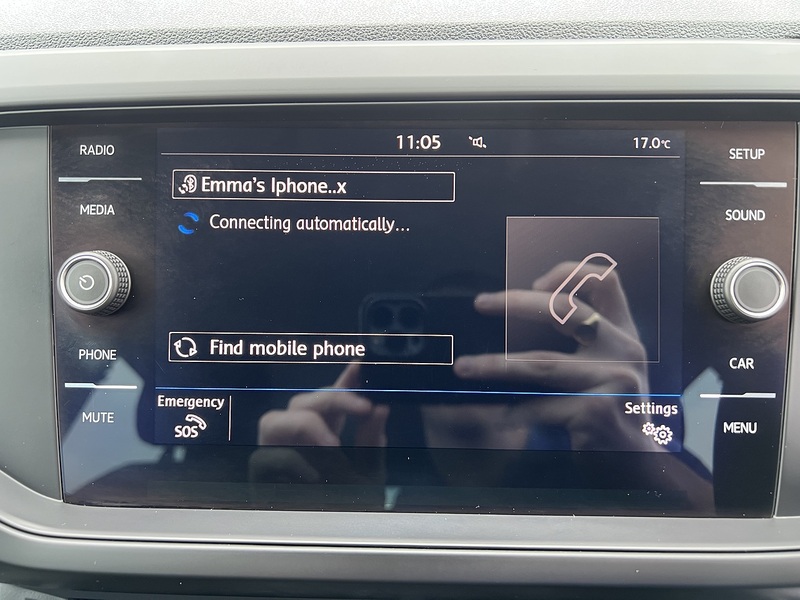 RADIO
MEDIA
PHONE
MUTE
11:05
17.0°C
Emma's Iphone..x
Connecting automatically...
Find mobile phone
Emergency
SOS
Settings
SETUP
SOUND
CAR
MENU